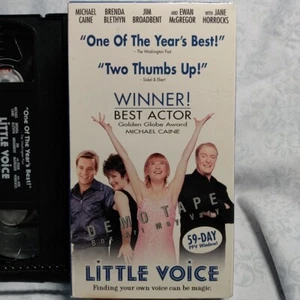 MICHAEL CAINE
BRENDA BLETHYN
JIM BROADBENT
AND EWAN McGREGOR
WITH JANE HORROCKS
"One Of The Year's Best!"
- The Washington Post
"Two Thumbs Up!"
- Siskel & Ebert
WINNER!
BEST ACTOR
Golden Globe Award
MICHAEL CAINE
DEMO TAPE
59-DAY
PPV Window!
LiTTLE VOiCE
Finding your own voice can be magic.
"One Of The Year's Best!"
LiTTLE VOiCE